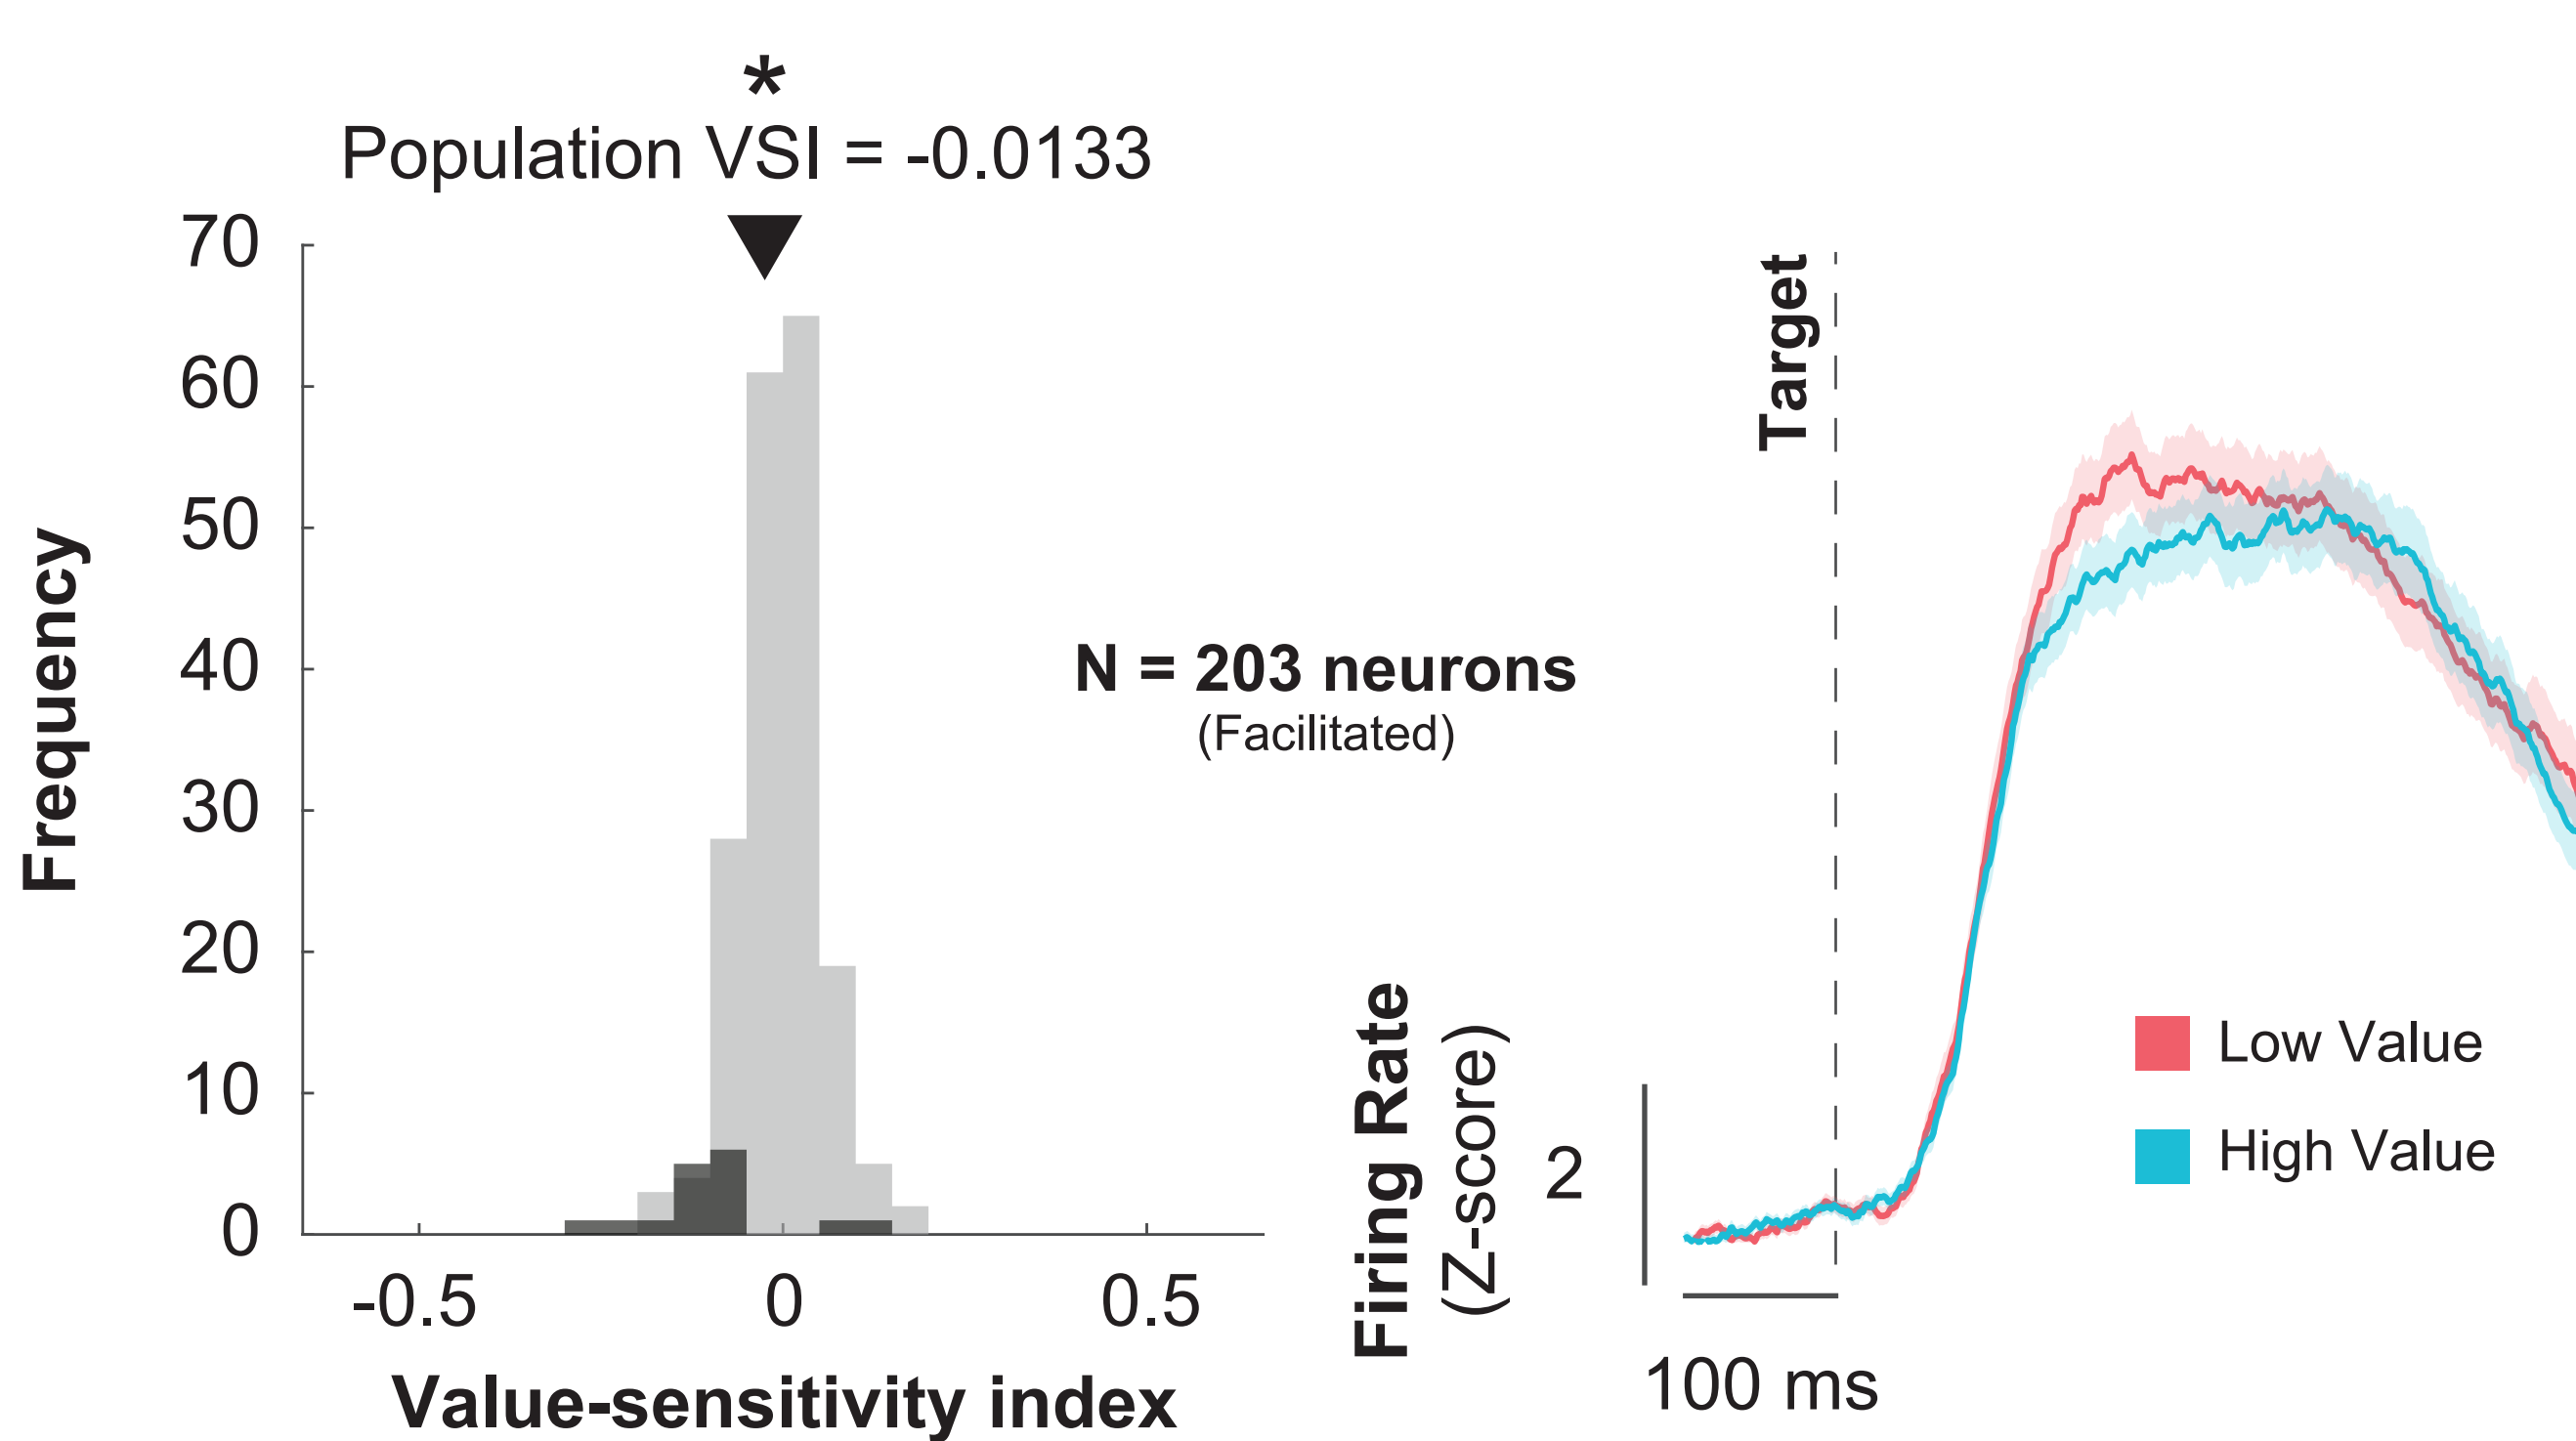 *
Population VSI = -0.0133
70
60
50
40
30
20
10
0
Frequency
-0.5
0
0.5
Value-sensitivity index
N = 203 neurons
(Facilitated)
Target
Firing Rate
(Z-score)
2
100 ms
Low Value
High Value